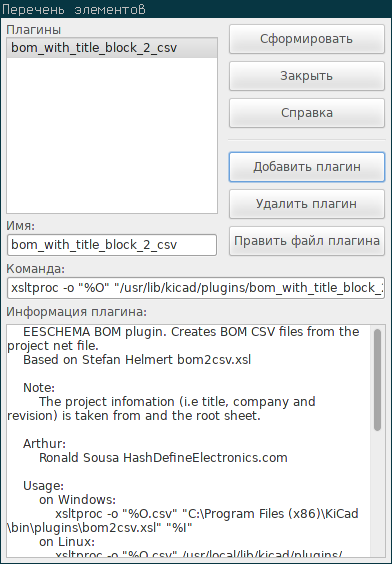 Перечень элементов
Плагины
bom_with_title_block_2_csv
Сформировать
Закрыть
Справка
Добавить плагин
Удалить плагин
Править файл плагина
Имя:
bom_with_title_block_2_csv
Команда:
xsltproc -o "%O" "/usr/lib/kicad/plugins/bom_with_title_block_2
Информация плагина:
EESCHEMA BOM plugin. Creates BOM CSV files from the
project net file.
Based on Stefan Helmert bom2csv.xsl
Note:
The project infomation (i.e title, company and
revision) is taken from and the root sheet.
Arthur:
Ronald Sousa HashDefineElectronics.com
Usage:
on Windows:
xsltproc -o "%O.csv" "C:\Program Files (x86)\KiCad
\bin\plugins\bom2csv.xsl" "%I"
on Linux:
xsltproc -o "%O.csv" /usr/local/lib/kicad/plugins/